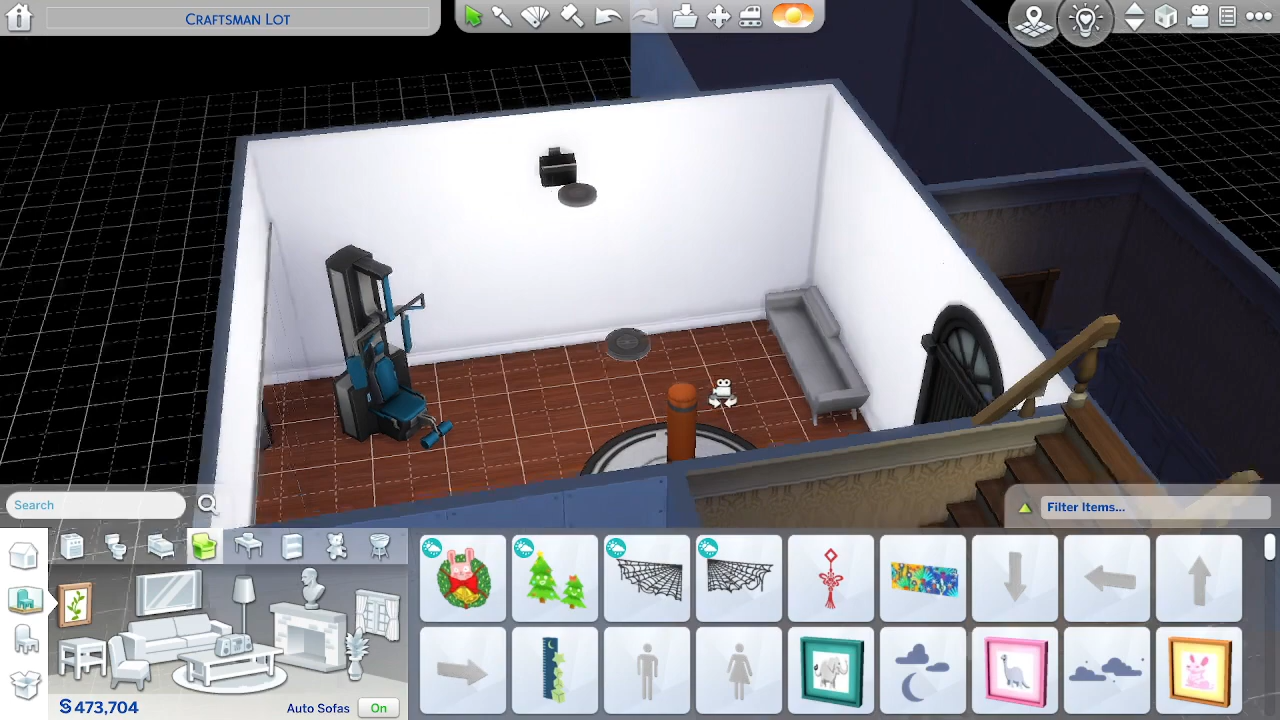 Craftsman Lot
Search
Filter Items...
§473,704
Auto Sofas
On